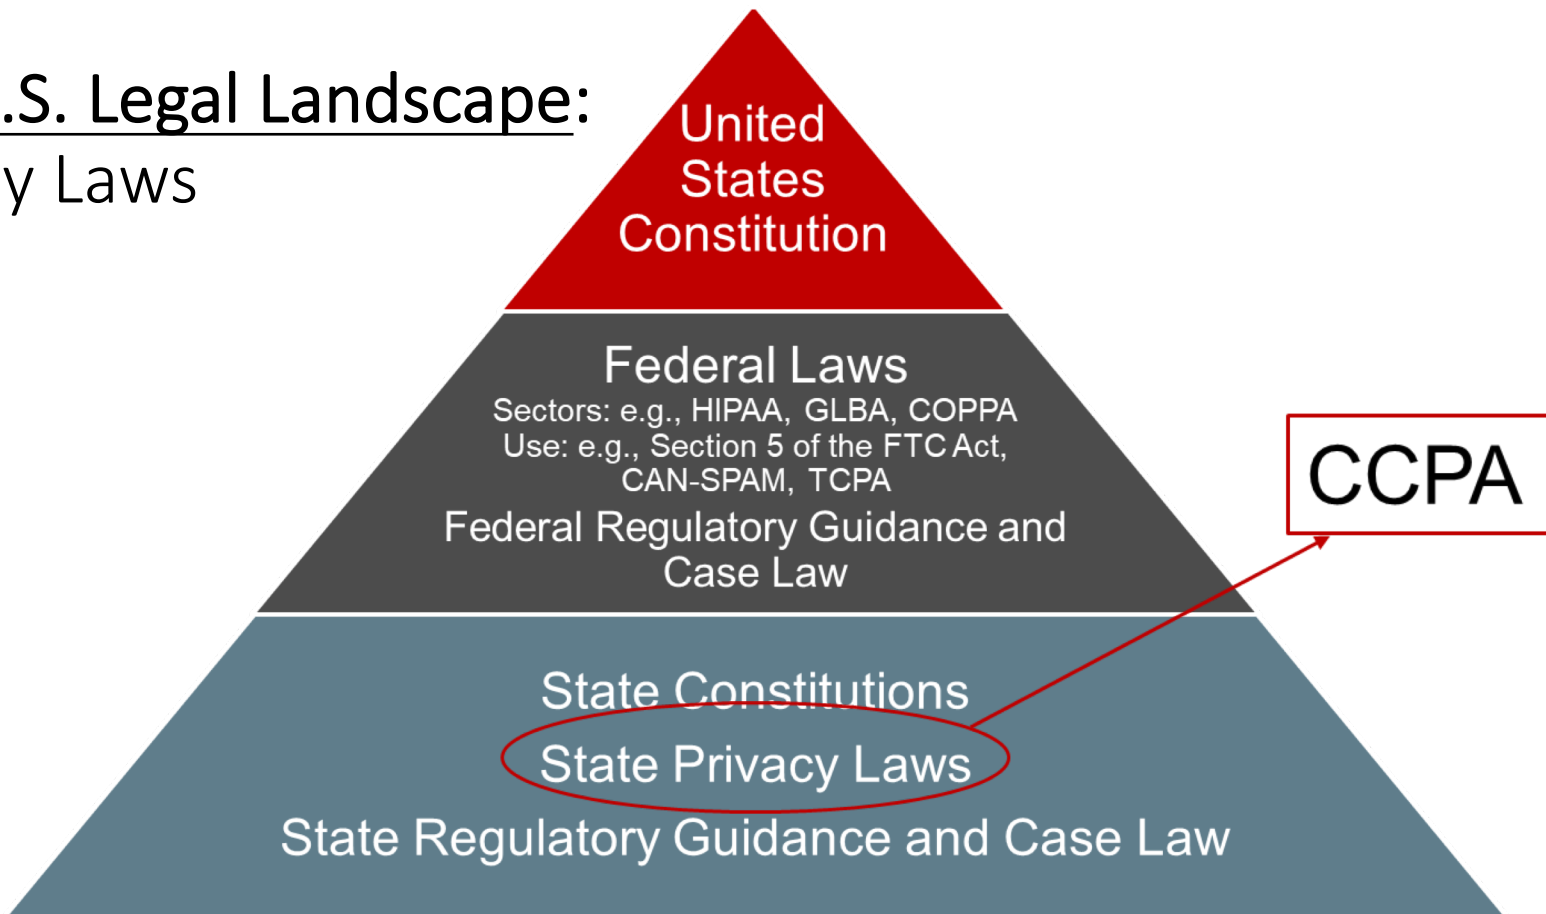 .S. Legal Landscape:
y Laws
United
States
Constitution
Federal Laws
Sectors: e.g., HIPAA, GLBA, COPPA
Use: e.g., Section 5 of the FTC Act,
CAN-SPAM, TCPA
Federal Regulatory Guidance and
Case Law
CCPA
State Constitutions
State Privacy Laws
State Regulatory Guidance and Case Law